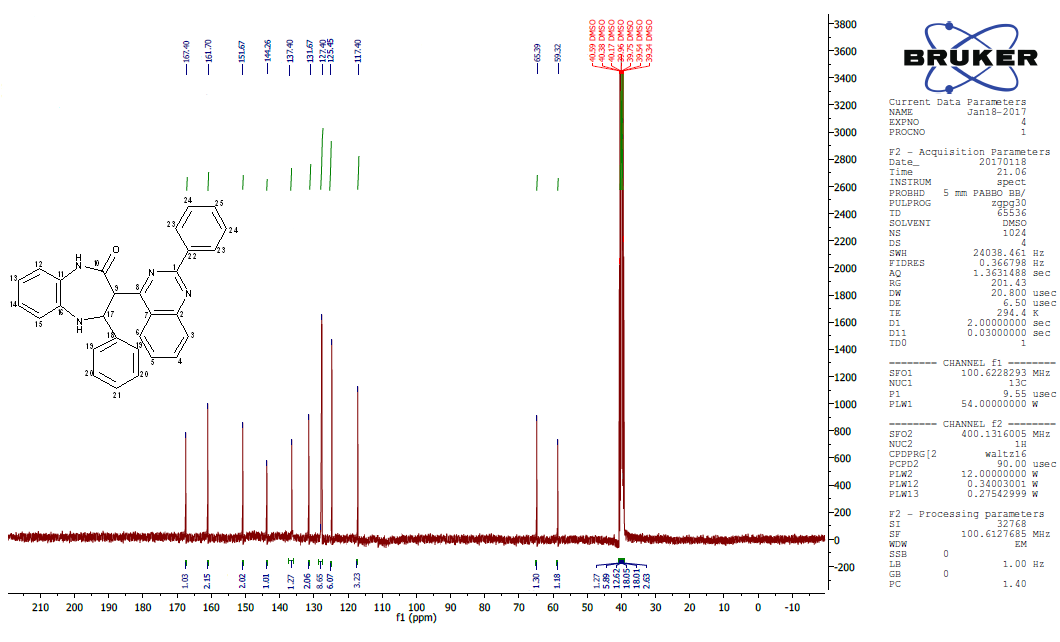 167.40
161.70
151.67
144.26
137.40
131.67
127.40
125.45
117.40
65.39
59.32
40.59 DMSO
40.38 DMSO
40.17 DMSO
39.96 DMSO
39.75 DMSO
39.54 DMSO
39.34 DMSO
24
25
23
24
22
23
H
N
O
10
12
11
13
9
8
N
1
N
14
16
15
N
H
17
18
7
2
6
3
5
4
19
19
20
20
21
3800
3600
3400
3200
3000
2800
2600
2400
2200
2000
1800
1600
1400
1200
1000
800
600
400
200
0
-200
1.03
2.15
2.02
1.01
1.27
2.06
8.65
6.07
3.23
1.30
1.18
1.27
5.89
12.62
18.05
18.01
2.63
210 200 190 180 170 160 150 140 130 120 110 100 90 80 70 60 50 40 30 20 10 0 -10
f1 (ppm)
BRUKER
Current Data Parameters
NAME Jan18-2017
EXPNO 4
PROCNO 1
F2 - Acquisition Parameters
Date_ 20170118
Time 21.06
INSTRUM spect
PROBHD 5 mm PABBO BB/
PULPROG zgpg30
TD 65536
SOLVENT DMSO
NS 1024
DS 4
SWH 24038.461 Hz
FIDRES 0.366798 Hz
AQ 1.3631488 sec
RG 201.43
DW 20.800 usec
DE 6.50 usec
TE 294.4 K
D1 2.00000000 sec
D11 0.03000000 sec
TD0 1
======== CHANNEL f1 ========
SFO1 100.6228293 MHz
NUC1 13C
P1 9.55 usec
PLW1 54.00000000 W
======== CHANNEL f2 ========
SFO2 400.1316005 MHz
NUC2 1H
CPDPRG[2 waltz16
PCPD2 90.00 usec
PLW2 12.00000000 W
PLW12 0.34003001 W
PLW13 0.27542999 W
F2 - Processing parameters
SI 32768
SF 100.6127685 MHz
WDW EM
SSB 0
LB 1.00 Hz
GB 0
PC 1.40